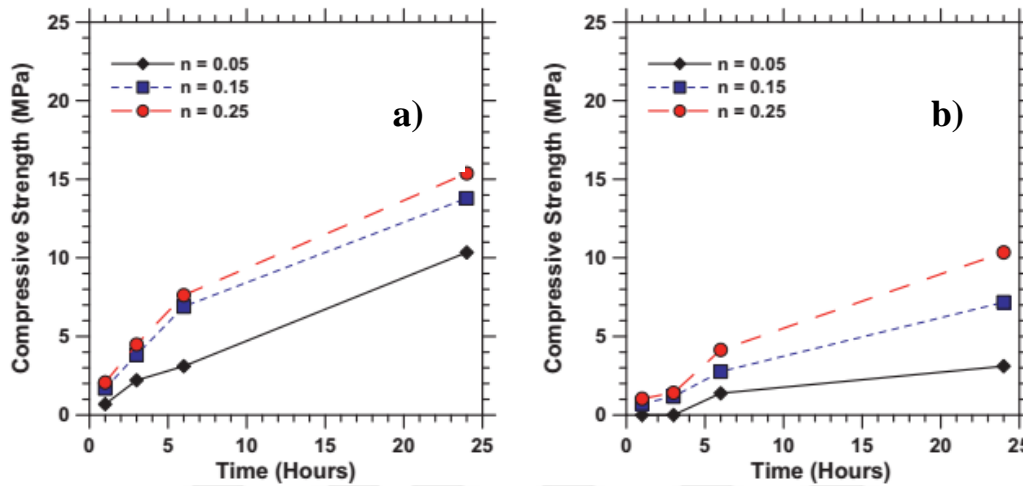 25
20
15
10
5
0
Compressive Strength (MPa)
n = 0.05
n = 0.15
n = 0.25
a)
0 5 10 15 20 25
Time (Hours)
25
20
15
10
5
0
Compressive Strength (MPa)
n = 0.05
n = 0.15
n = 0.25
b)
0 5 10 15 20 25
Time (Hours)